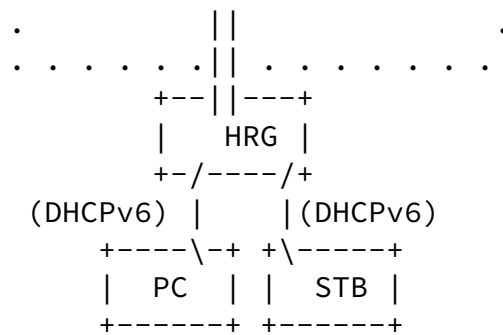 .             ||                   .
. . . . . . .|| . . . . . . . .
          +--||---+
          |   HRG |
          +-/----/+
 (DHCPv6) |     |(DHCPv6)
      +----\-+ +\-----+
      |  PC  | |  STB |
      +------+ +------+